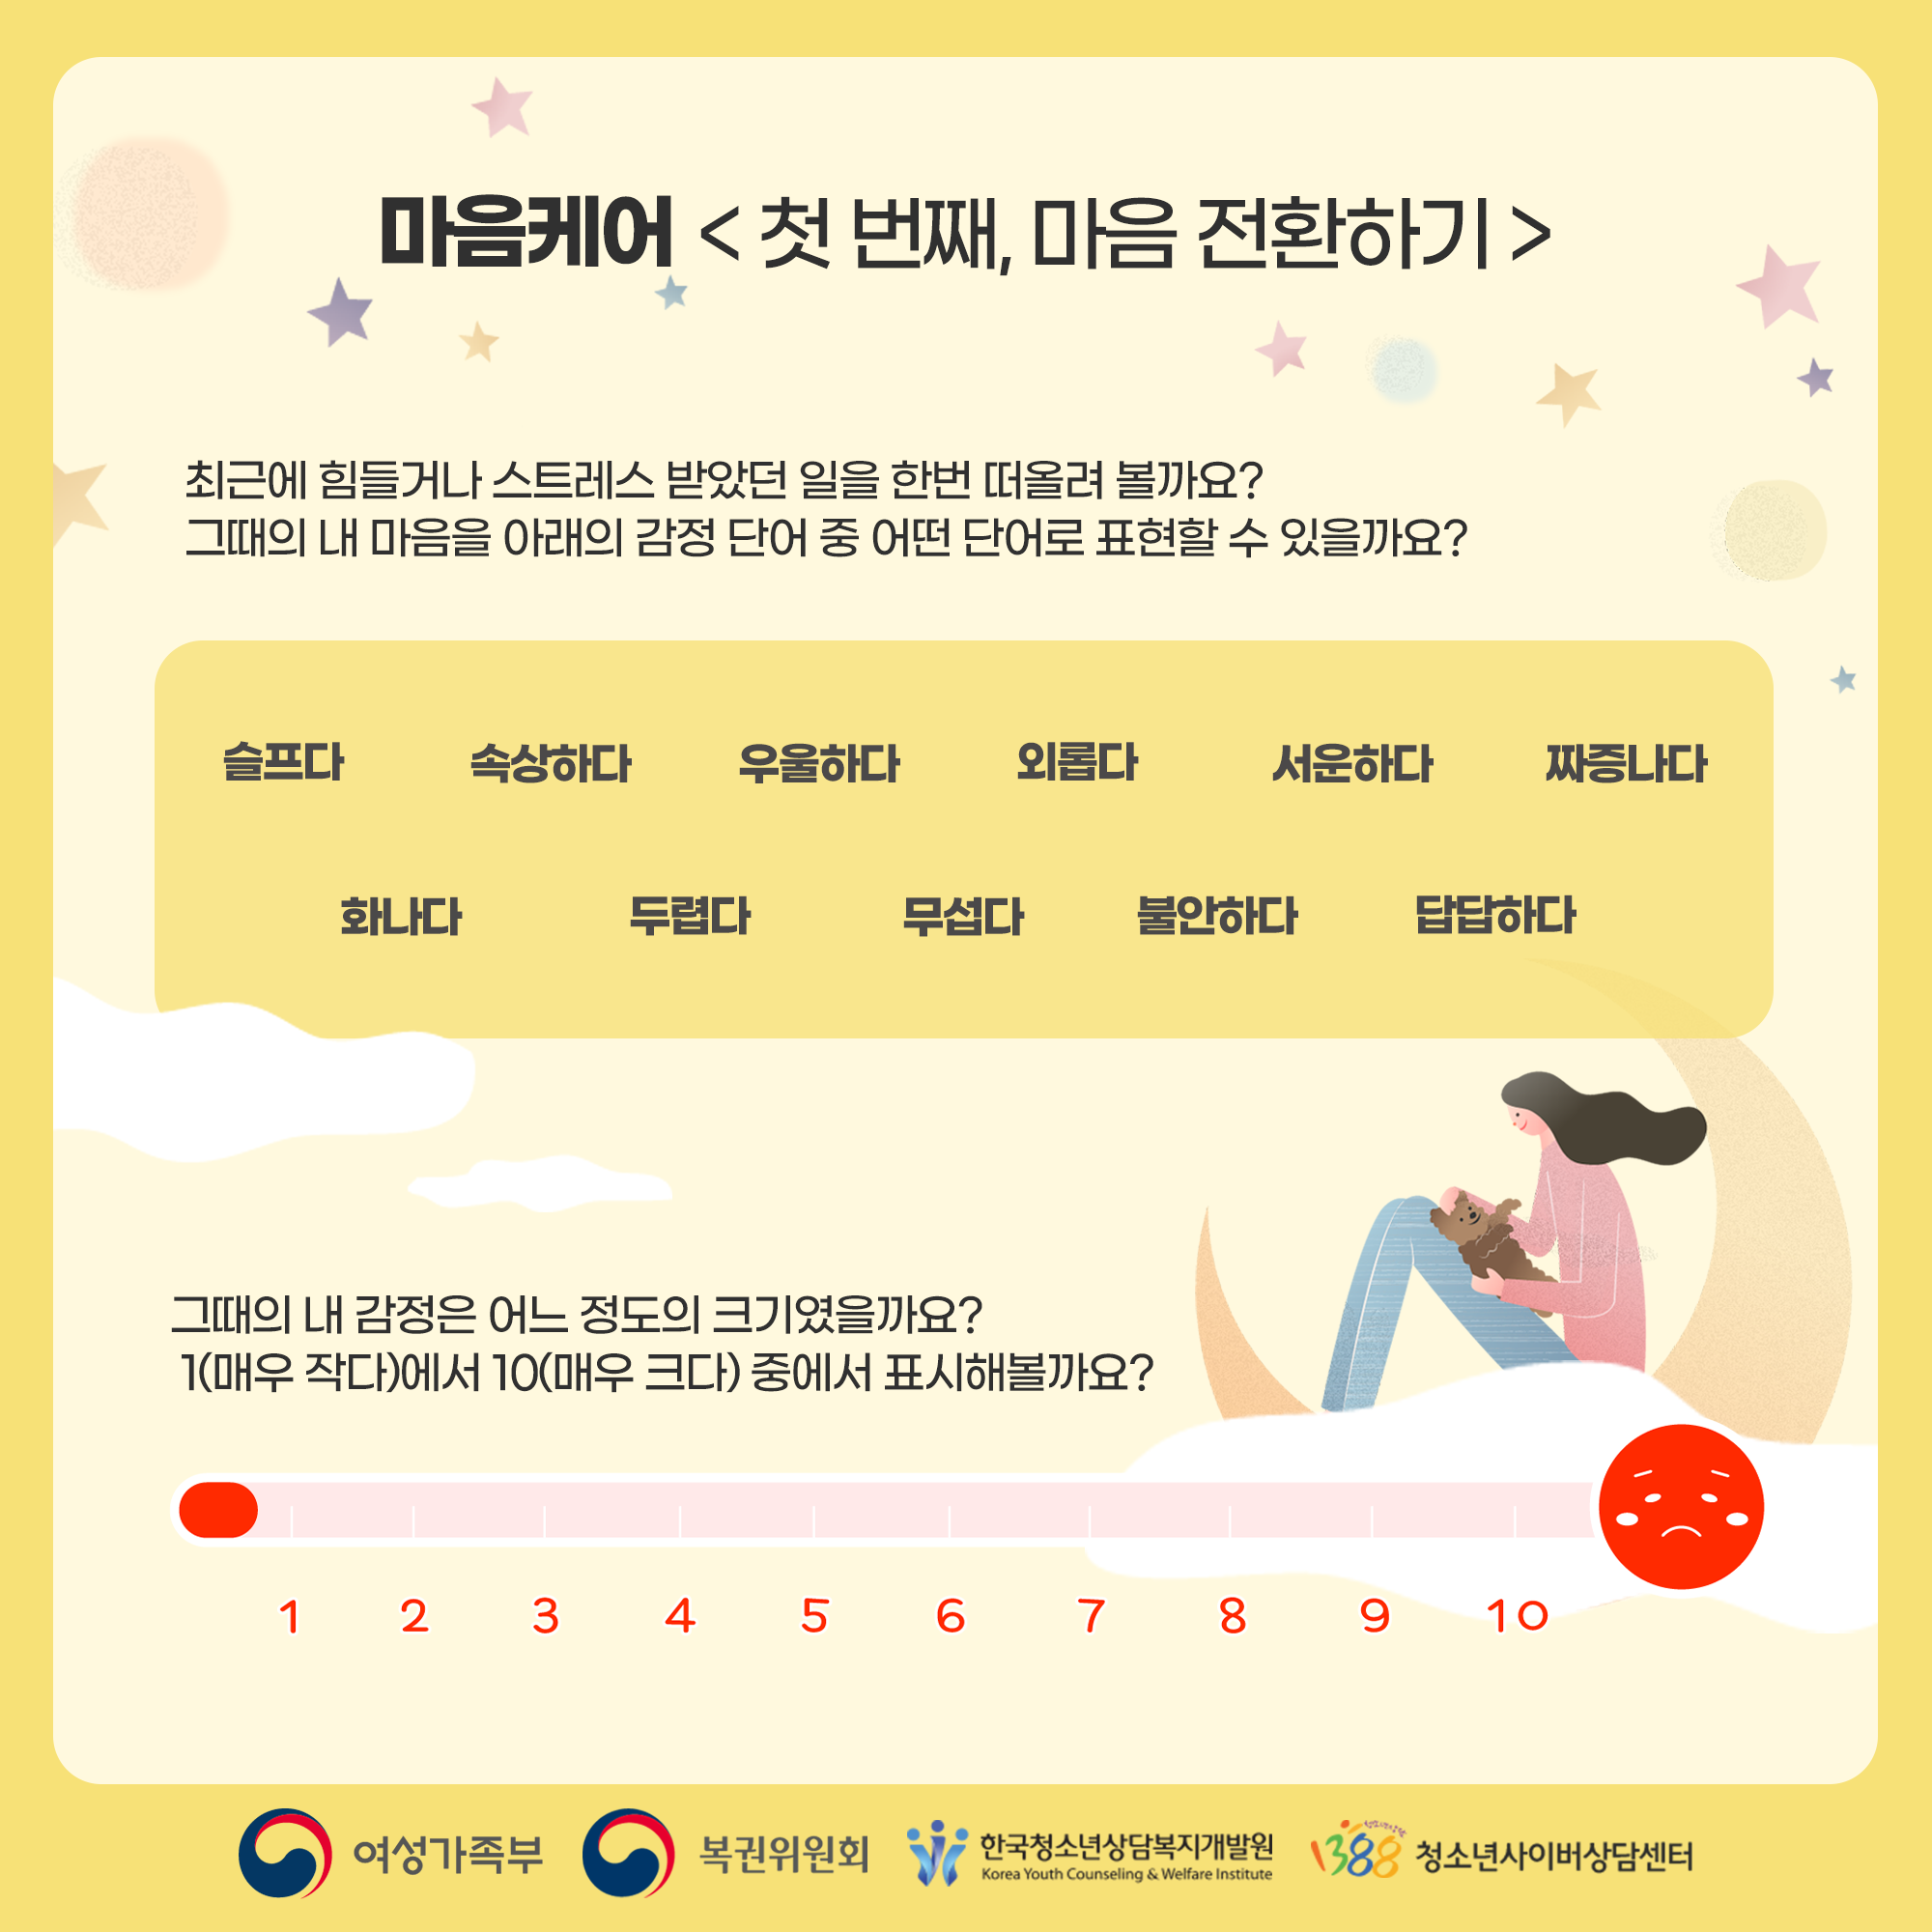 마음케어 < 첫 번째, 마음 전환하기 >
최근에 힘들거나 스트레스 받았던 일을 한번 떠올려 볼까요?
그때의 내 마음을 아래의 감정 단어 중 어떤 단어로 표현할 수 있을까요?
슬프다 속상하다 우울하다 외롭다 서운하다 짜증나다
화나다 두렵다 무섭다 불안하다 답답하다
그때의 내 감정은 어느 정도의 크기였을까요?
1(매우 작다)에서 10(매우 크다) 중에서 표시해볼까요?
1 2 3 4 5 6 7 8 9 10
여성가족부 복권위원회 한국청소년상담복지개발원 1388 청소년사이버상담센터
Korea Youth Counseling & Welfare Institute